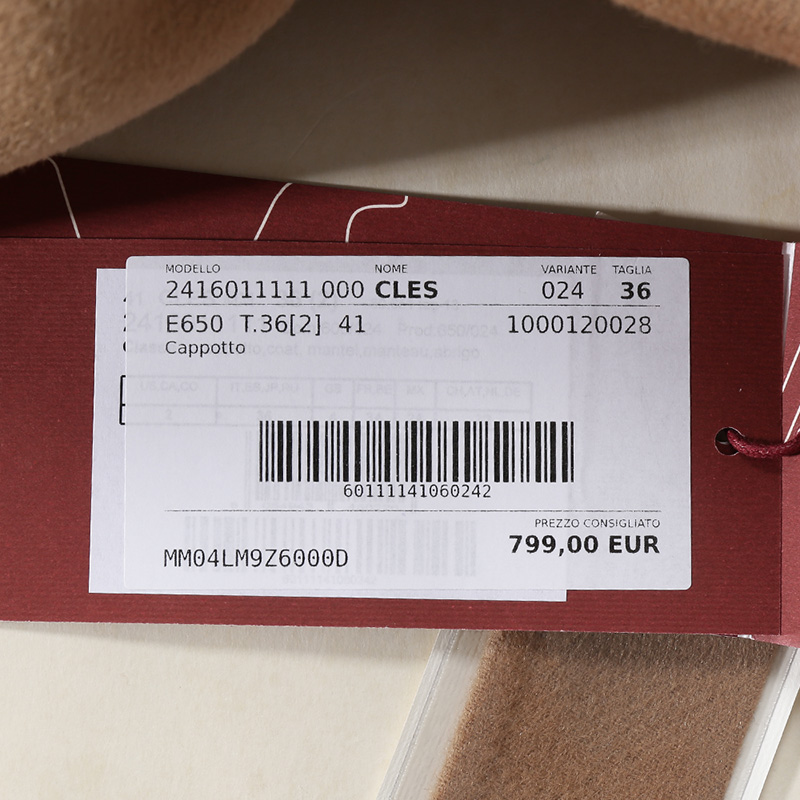 MODELLO NOME VARIANTE TAGLIA
2416011111 000 CLES 024 36
E650 T.36[2] 41 1000120028
Cappotto
60111141060242
PREZZO CONSIGLIATO
799,00 EUR
MM04LM9Z6000D